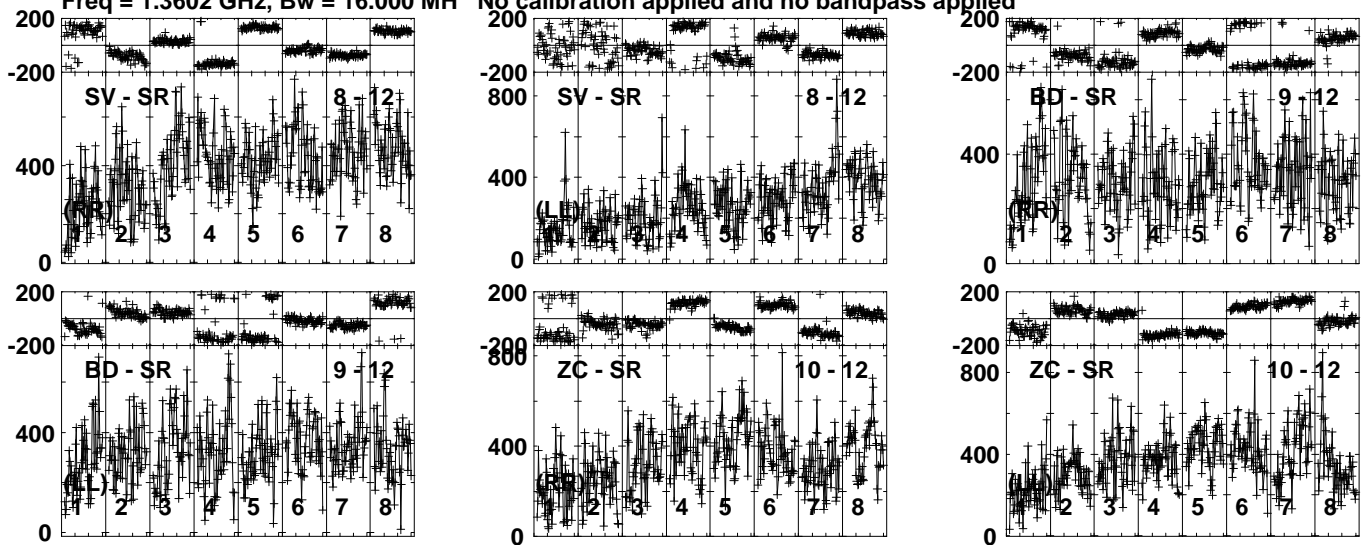 Freq = 1.3602 GHz, Bw = 16.000 MH No calibration applied and no bandpass applied
200 200 200
-200 -200 -200
SV - SR 8 - 12 800 SV - SR 8 - 12 BD - SR 9 - 12
400 400 400
(RR) (LL) (RR)
1 2 3 4 5 6 7 8 1 2 3 4 5 6 7 8 1 2 3 4 5 6 7 8
0 0 0
200 200 200
-200 -200 -200
BD - SR 9 - 12 800 ZC - SR 10 - 12 800 ZC - SR 10 - 12
400 400 400
(LL) (RR) (LL)
1 2 3 4 5 6 7 8 1 2 3 4 5 6 7 8 1 2 3 4 5 6 7 8
0 0 0